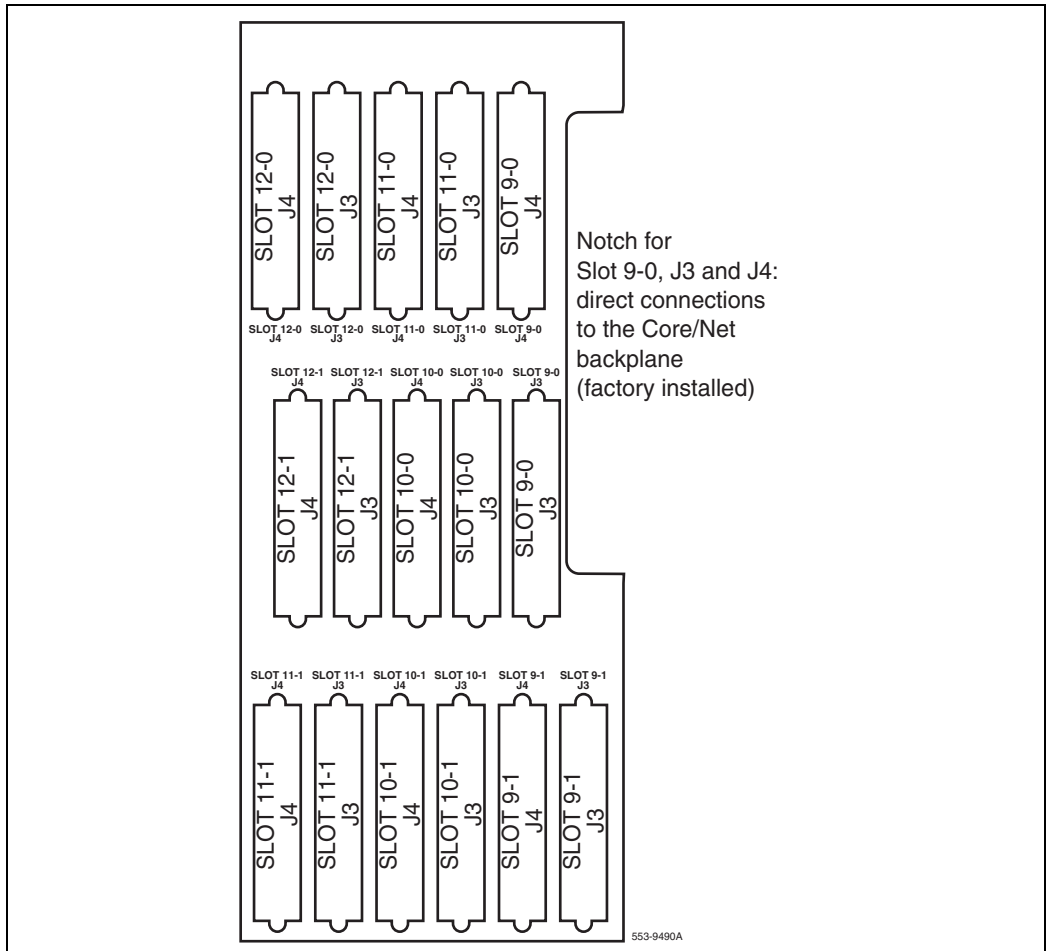 SLOT 12-0
J4
SLOT 12-0
J3
SLOT 11-0
J4
SLOT 11-0
J3
SLOT 9-0
J4
SLOT 12-0
J4
SLOT 12-0
J3
SLOT 11-0
J4
SLOT 11-0
J3
SLOT 9-0
J4
Notch for
Slot 9-0, J3 and J4:
direct connections
to the Core/Net
backplane
(factory installed)
SLOT 12-1
J4
SLOT 12-1
J3
SLOT 10-0
J4
SLOT 10-0
J3
SLOT 9-0
J3
SLOT 12-1
J4
SLOT 12-1
J3
SLOT 10-0
J4
SLOT 10-0
J3
SLOT 9-0
J3
SLOT 11-1
J4
SLOT 11-1
J3
SLOT 10-1
J4
SLOT 10-1
J3
SLOT 9-1
J4
SLOT 9-1
J3
SLOT 11-1
J4
SLOT 11-1
J3
SLOT 10-1
J4
SLOT 10-1
J3
SLOT 9-1
J4
SLOT 9-1
J3
553-9490A